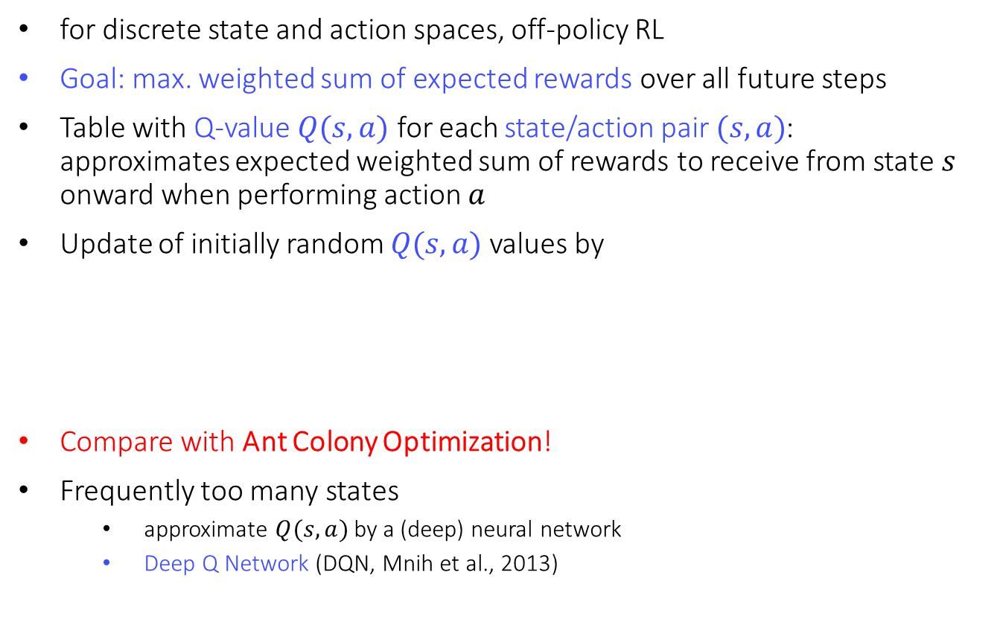 • for discrete state and action spaces, off-policy RL
• Goal: max. weighted sum of expected rewards over all future steps
• Table with Q-value Q(s, a) for each state/action pair (s, a):
approximates expected weighted sum of rewards to receive from state s
onward when performing action a
• Update of initially random Q(s, a) values by
• Compare with Ant Colony Optimization!
• Frequently too many states
• approximate Q(s, a) by a (deep) neural network
• Deep Q Network (DQN, Mnih et al., 2013)